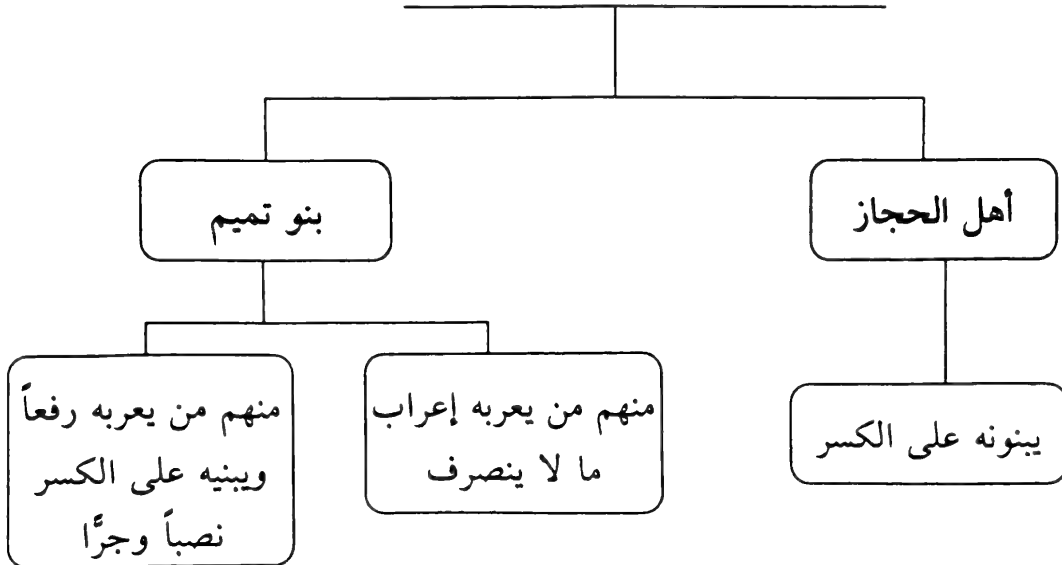 أهل الحجاز
بنو تميم
يبنونه على الكسر
منهم من يعربه إعراب
ما لا ينصرف
منهم من يعربه رفعاً
ويبنيه على الكسر
نصباً وجرًّا